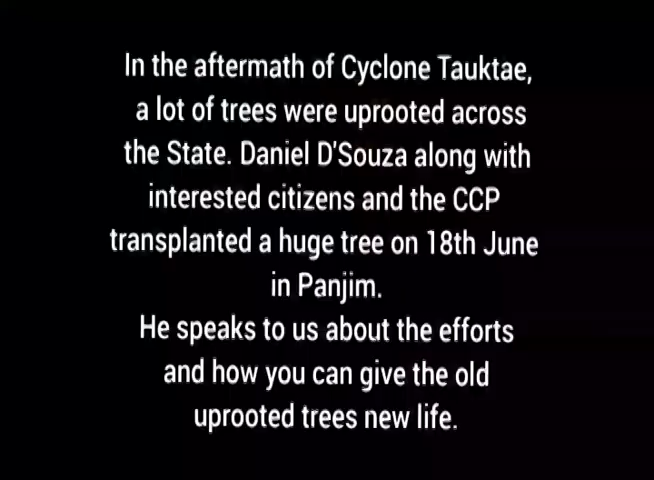 In the aftermath of Cyclone Tauktae,
a lot of trees were uprooted across
the State. Daniel D'Souza along with
interested citizens and the CCP
transplanted a huge tree on 18th June
in Panjim.
He speaks to us about the efforts
and how you can give the old
uprooted trees new life.